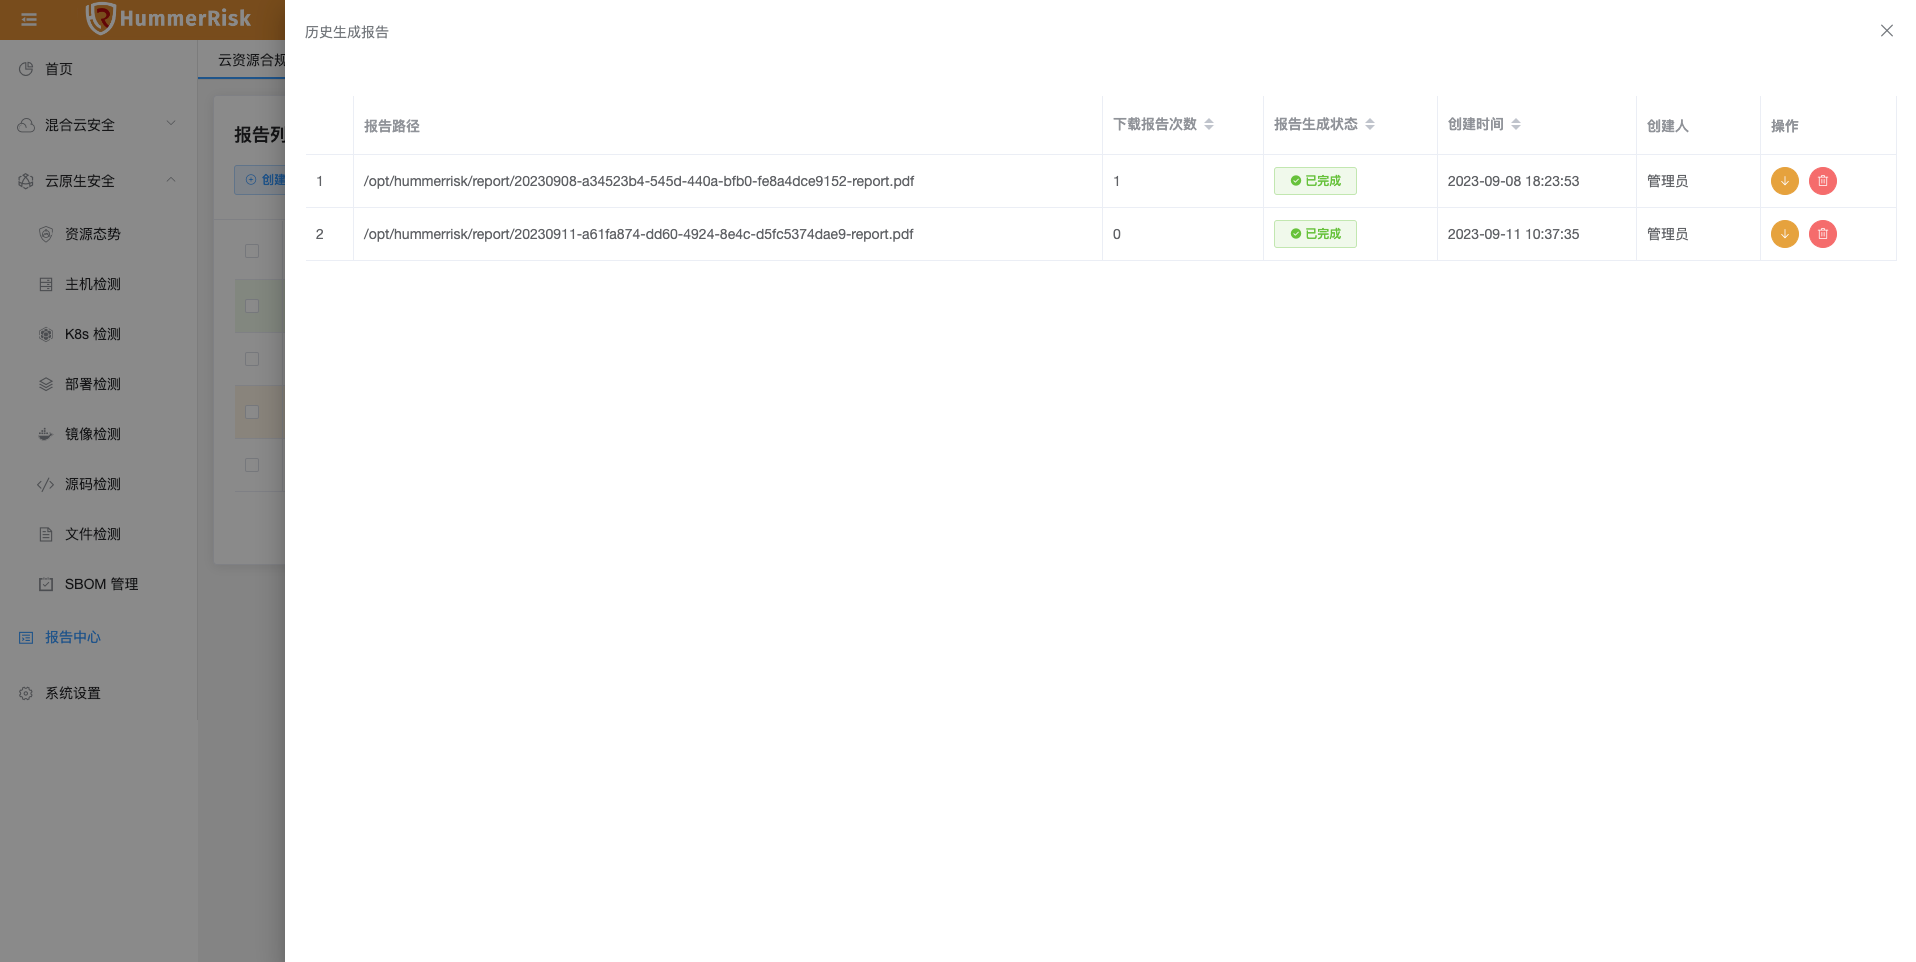 HummerRisk
首页
混合云安全
云原生安全
资源态势
主机检测
K8s 检测
部署检测
镜像检测
源码检测
文件检测
SBOM 管理
报告中心
系统设置
云资源合规
报告列
创建
历史生成报告
报告路径 下载报告次数 报告生成状态 创建时间 创建人 操作
1 /opt/hummerrisk/report/20230908-a34523b4-545d-440a-bfb0-fe8a4dce9152-report.pdf 1 已完成 2023-09-08 18:23:53 管理员
2 /opt/hummerrisk/report/20230911-a61fa874-dd60-4924-8e4c-d5fc5374dae9-report.pdf 0 已完成 2023-09-11 10:37:35 管理员